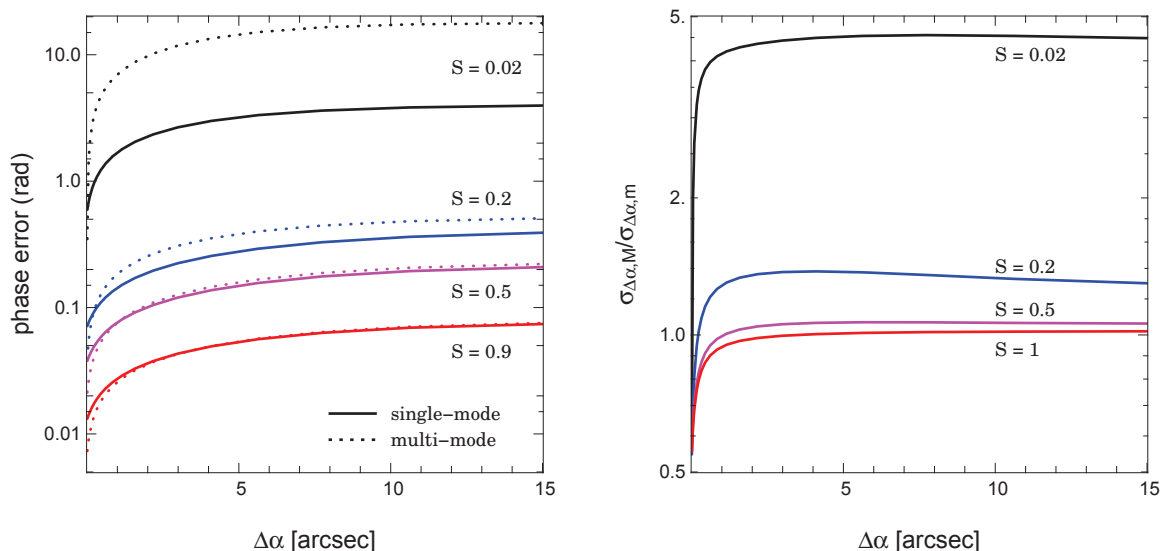 10.0
1.0
0.1
0.01
phase error (rad)
S = 0.02
S = 0.2
S = 0.5
S = 0.9
single−mode
multi−mode
5
10
15
Δα [arcsec]
5.
2.
1.0
0.5
σΔα,M/σΔα,m
S = 0.02
S = 0.2
S = 0.5
S = 1
5
10
15
Δα [arcsec]